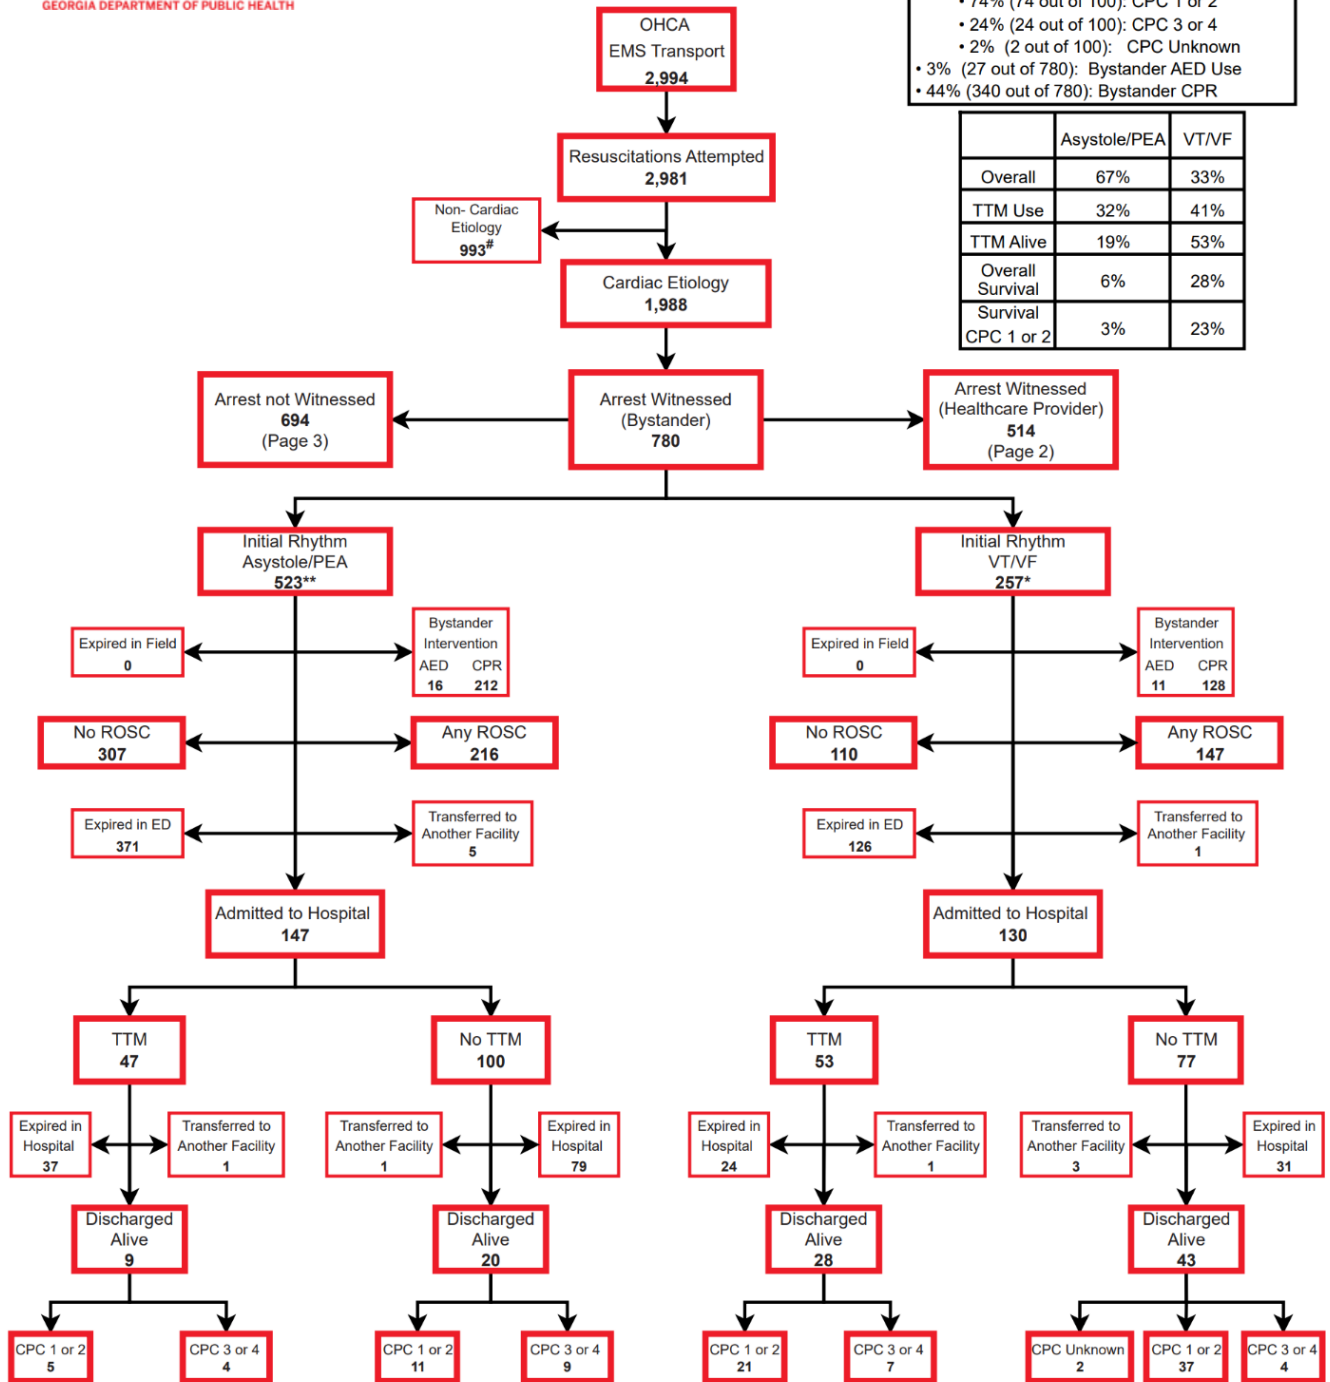 GEORGIA DEPARTMENT OF PUBLIC HEALTH
• 74% (74 out of 100): CPC 1 or 2
• 24% (24 out of 100): CPC 3 or 4
• 2% (2 out of 100): CPC Unknown
• 3% (27 out of 780): Bystander AED Use
• 44% (340 out of 780): Bystander CPR
OHCA
EMS Transport
2,994
Resuscitations Attempted
2,981
Non- Cardiac
Etiology
993#
Cardiac Etiology
1,988
Asystole/PEA VT/VF
Overall 67% 33%
TTM Use 32% 41%
TTM Alive 19% 53%
Overall
Survival 6% 28%
Survival
CPC 1 or 2 3% 23%
Arrest not Witnessed
694
(Page 3)
Arrest Witnessed
(Bystander)
780
Arrest Witnessed
(Healthcare Provider)
514
(Page 2)
Initial Rhythm
Asystole/PEA
523**
Initial Rhythm
VT/VF
257*
Expired in Field
0
Bystander
Intervention
AED CPR
16 212
Expired in Field
0
Bystander
Intervention
AED CPR
11 128
No ROSC
307
Any ROSC
216
No ROSC
110
Any ROSC
147
Expired in ED
371
Transferred to
Another Facility
5
Expired in ED
126
Transferred to
Another Facility
1
Admitted to Hospital
147
Admitted to Hospital
130
TTM
47
No TTM
100
TTM
53
No TTM
77
Expired in
Hospital
37
Transferred to
Another Facility
1
Transferred to
Another Facility
1
Expired in
Hospital
79
Expired in
Hospital
24
Transferred to
Another Facility
1
Transferred to
Another Facility
3
Expired in
Hospital
31
Discharged
Alive
9
Discharged
Alive
20
Discharged
Alive
28
Discharged
Alive
43
CPC 1 or 2
5
CPC 3 or 4
4
CPC 1 or 2
11
CPC 3 or 4
9
CPC 1 or 2
21
CPC 3 or 4
7
CPC Unknown
2
CPC 1 or 2
37
CPC 3 or 4
4